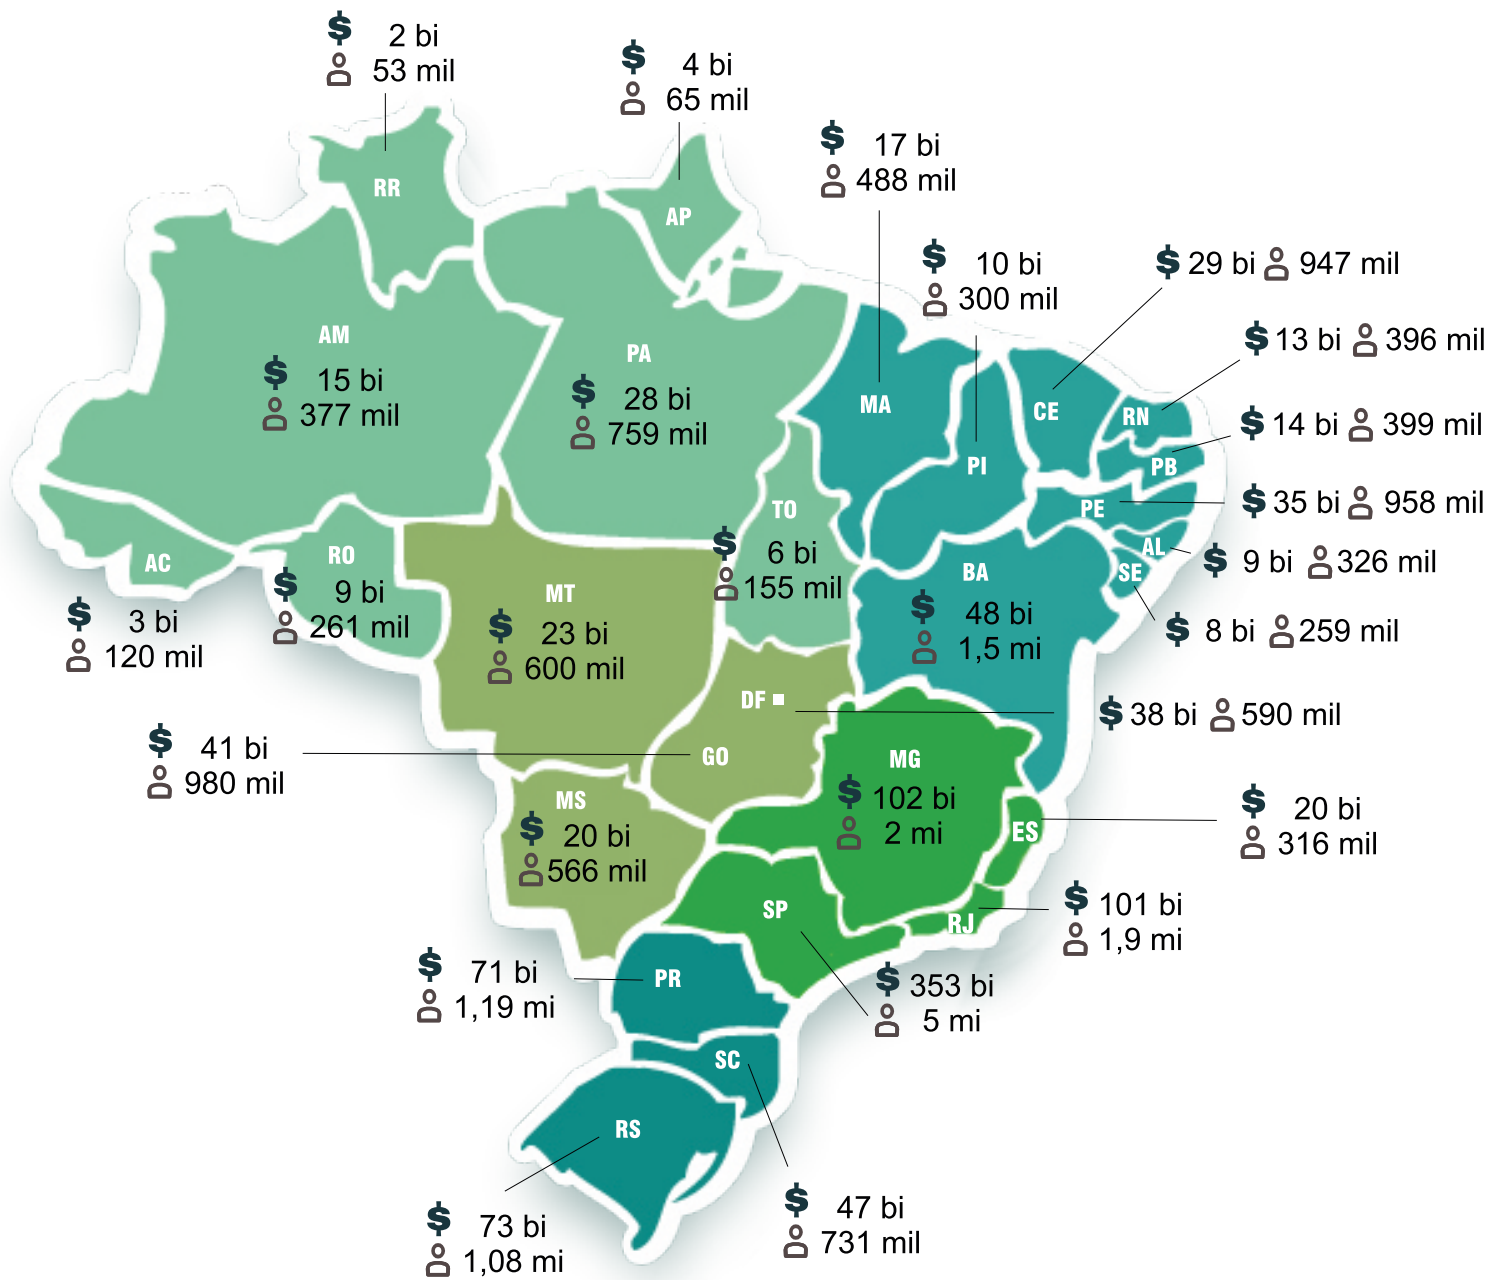 $ 2 bi
53 mil
$ 4 bi
65 mil
$ 17 bi
488 mil
RR
AP
$ 10 bi
300 mil
$ 29 bi 947 mil
$ 13 bi 396 mil
AM
$ 15 bi
377 mil
PA
$ 28 bi
759 mil
MA
CE
RN
$ 14 bi 399 mil
PI
PB
TO
$ 6 bi
155 mil
PE
$ 35 bi 958 mil
AL
$ 9 bi 326 mil
SE
$ 8 bi 259 mil
AC
$ 3 bi
120 mil
RO
$ 9 bi
261 mil
MT
$ 23 bi
600 mil
BA
$ 48 bi
1,5 mi
DF
$ 38 bi 590 mil
$ 41 bi
980 mil
GO
MG
$ 102 bi
2 mi
MS
$ 20 bi
566 mil
ES
$ 20 bi
316 mil
SP
RJ
$ 101 bi
1,9 mi
$ 71 bi
1,19 mi
PR
$ 353 bi
5 mi
SC
RS
$ 73 bi
1,08 mi
$ 47 bi
731 mil